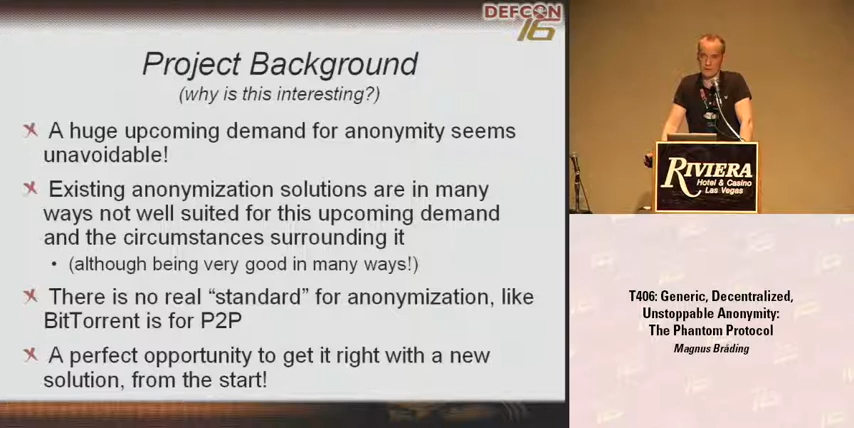 DEFCON
16
Project Background
(why is this interesting?)
A huge upcoming demand for anonymity seems
unavoidable!
Existing anonymization solutions are in many
ways not well suited for this upcoming demand
and the circumstances surrounding it
• (although being very good in many ways!)
There is no real “standard” for anonymization, like
BitTorrent is for P2P
A perfect opportunity to get it right with a new
solution, from the start!
RIVIERA
Hotel & Casino
Las Vegas
T406: Generic, Decentralized,
Unstoppable Anonymity:
The Phantom Protocol
Magnus Bråding